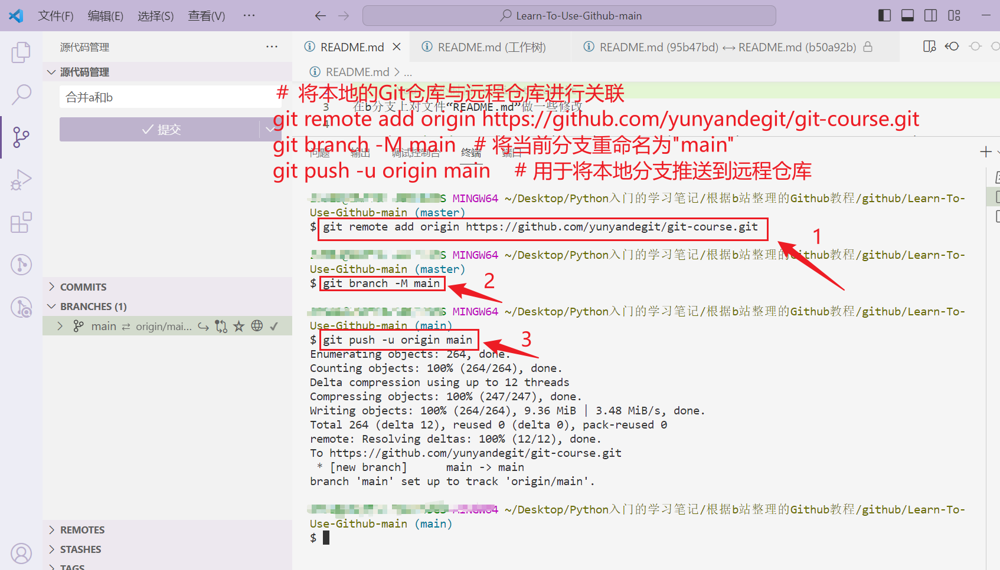 文件(F) 编辑(E) 选择(S) 查看(V) ··· Learn-To-Use-Github-main
源代码管理 ···
README.md README.md (工作树) README.md (95b47bd) ↔ README.md (b50a92b)
源代码管理
README.md > ...
合并a和b
# 将本地的Git仓库与远程仓库进行关联
3 在b分支上对文件“README.md”做一些修改
4
git remote add origin https://github.com/yunyandegit/git-course.git
提交
git branch -M main # 将当前分支重命名为"main"
问题 输出 调试控制台 终端 端口
git push -u origin main # 用于将本地分支推送到远程仓库
MINGW64 ~/Desktop/Python入门的学习笔记/根据b站整理的Github教程/github/Learn-To-
Use-Github-main (master)
$ git remote add origin https://github.com/yunyandegit/git-course.git
1
MINGW64 ~/Desktop/Python入门的学习笔记/根据b站整理的Github教程/github/Learn-To-
Use-Github-main (master)
$ git branch -M main
2
MINGW64 ~/Desktop/Python入门的学习笔记/根据b站整理的Github教程/github/Learn-To-
Use-Github-main (main)
$ git push -u origin main
3
Enumerating objects: 264, done.
Counting objects: 100% (264/264), done.
Delta compression using up to 12 threads
Compressing objects: 100% (247/247), done.
Writing objects: 100% (264/264), 9.36 MiB | 3.48 MiB/s, done.
Total 264 (delta 12), reused 0 (delta 0), pack-reused 0
remote: Resolving deltas: 100% (12/12), done.
To https://github.com/yunyandegit/git-course.git
* [new branch] main -> main
branch 'main' set up to track 'origin/main'.
MINGW64 ~/Desktop/Python入门的学习笔记/根据b站整理的Github教程/github/Learn-To-
Use-Github-main (main)
$
COMMITS
BRANCHES (1)
main ⇄ origin/mai...
REMOTES
STASHES
TAGS